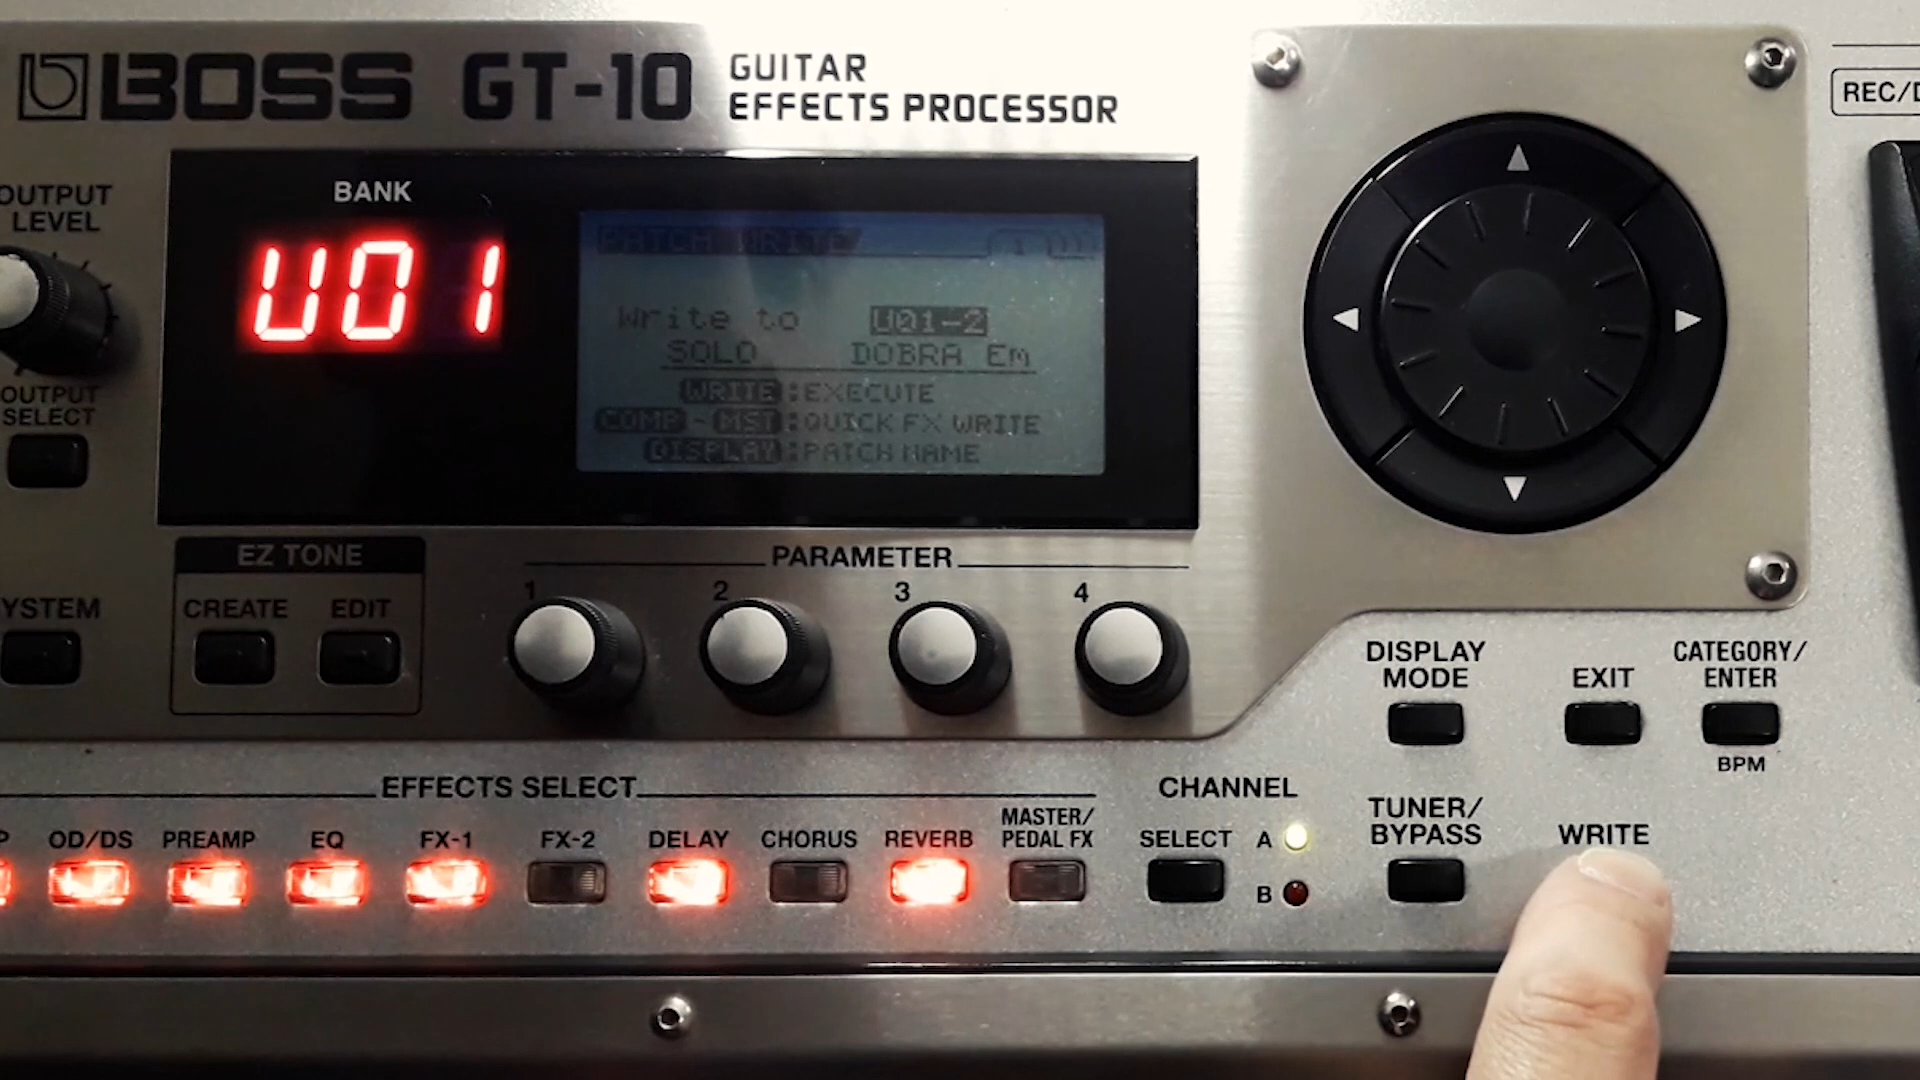 BOSS GT-10 GUITAR
EFFECTS PROCESSOR
REC/D
OUTPUT
LEVEL
BANK
U01
PATCH WRITE 1
Write to U01-2
SOLO DOBRA Em
WRITE:EXECUTE
COMP-MST:QUICK FX WRITE
DISPLAY:PATCH NAME
OUTPUT
SELECT
EZ TONE
CREATE EDIT
YSTEM
PARAMETER
1 2 3 4
DISPLAY
MODE
EXIT
CATEGORY/
ENTER
BPM
EFFECTS SELECT
P OD/DS PREAMP EQ FX-1 FX-2 DELAY CHORUS REVERB MASTER/
PEDAL FX
CHANNEL
SELECT A
B
TUNER/
BYPASS
WRITE